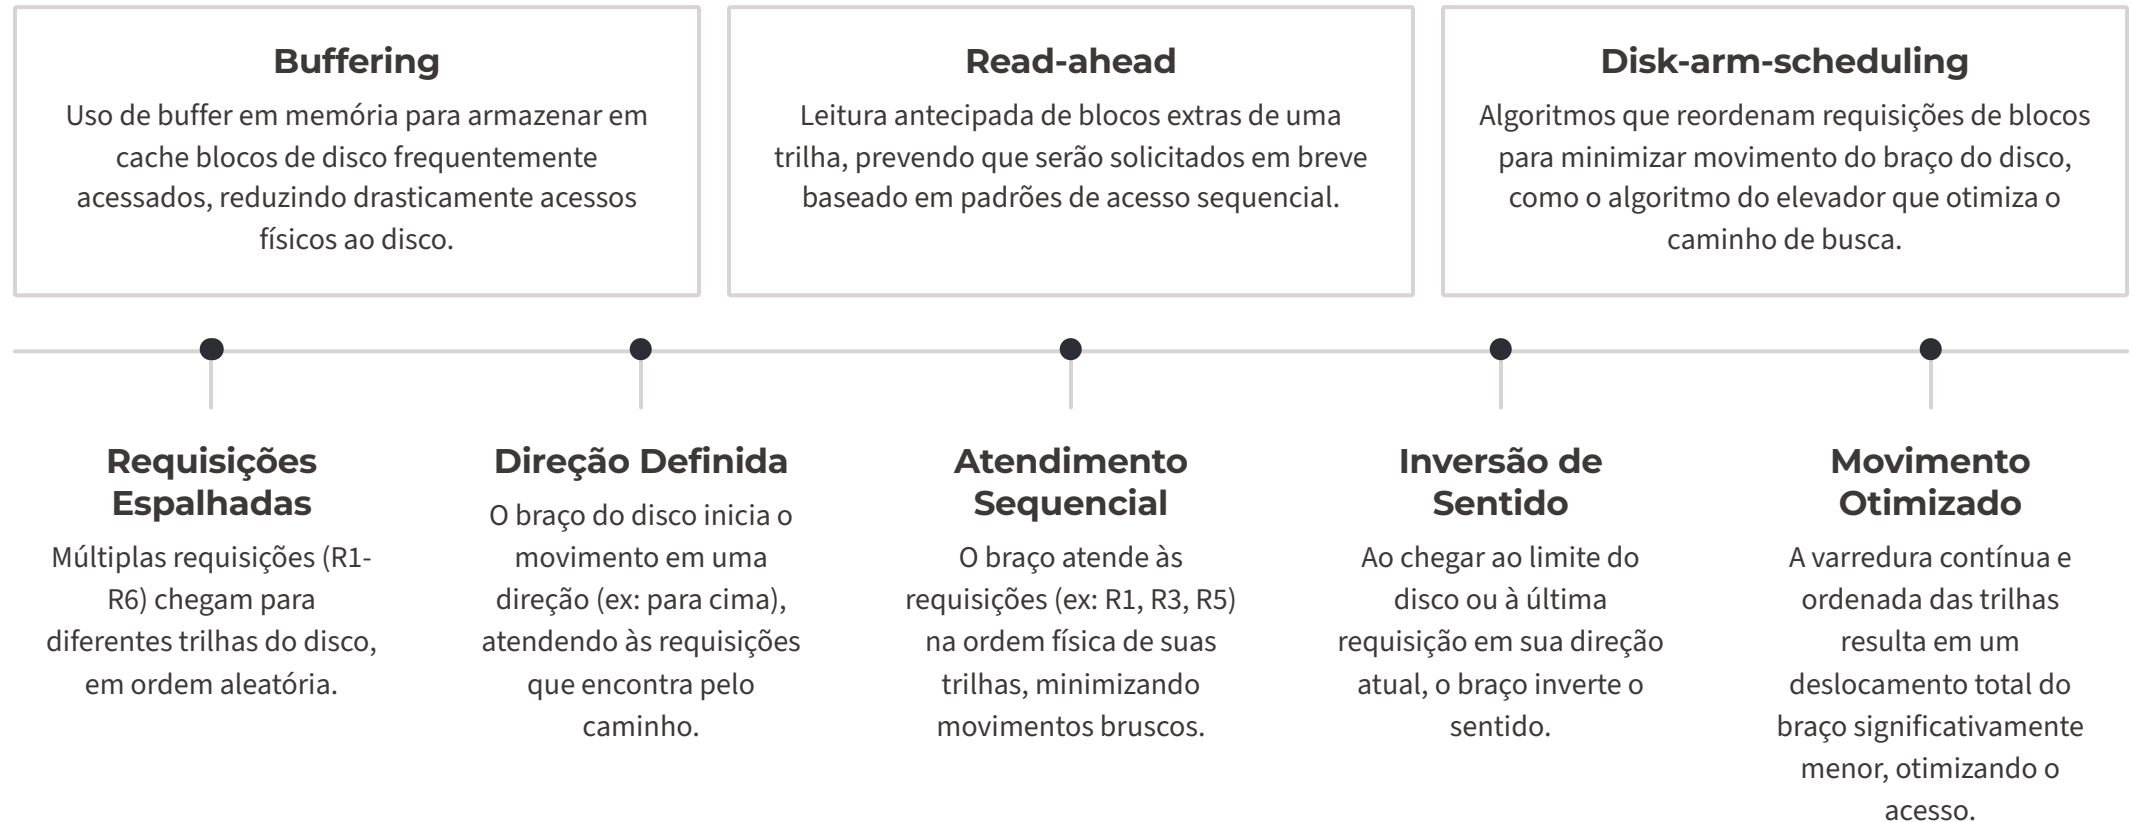 Buffering
Uso de buffer em memória para armazenar em
cache blocos de disco frequentemente
acessados, reduzindo drasticamente acessos
físicos ao disco.
Read-ahead
Leitura antecipada de blocos extras de uma
trilha, prevendo que serão solicitados em breve
baseado em padrões de acesso sequencial.
Disk-arm-scheduling
Algoritmos que reordenam requisições de blocos
para minimizar movimento do braço do disco,
como o algoritmo do elevador que otimiza o
caminho de busca.
Requisições
Espalhadas
Múltiplas requisições (R1-
R6) chegam para
diferentes trilhas do disco,
em ordem aleatória.
Direção Definida
O braço do disco inicia o
movimento em uma
direção (ex: para cima),
atendendo às requisições
que encontra pelo
caminho.
Atendimento
Sequencial
O braço atende às
requisições (ex: R1, R3, R5)
na ordem física de suas
trilhas, minimizando
movimentos bruscos.
Inversão de
Sentido
Ao chegar ao limite do
disco ou à última
requisição em sua direção
atual, o braço inverte o
sentido.
Movimento
Otimizado
A varredura contínua e
ordenada das trilhas
resulta em um
deslocamento total do
braço significativamente
menor, otimizando o
acesso.